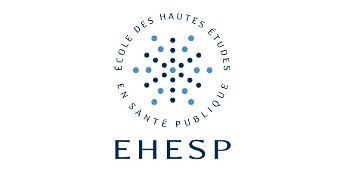 ÉCOLE DES HAUTES ÉTUDES
EN SANTÉ PUBLIQUE
EHESP